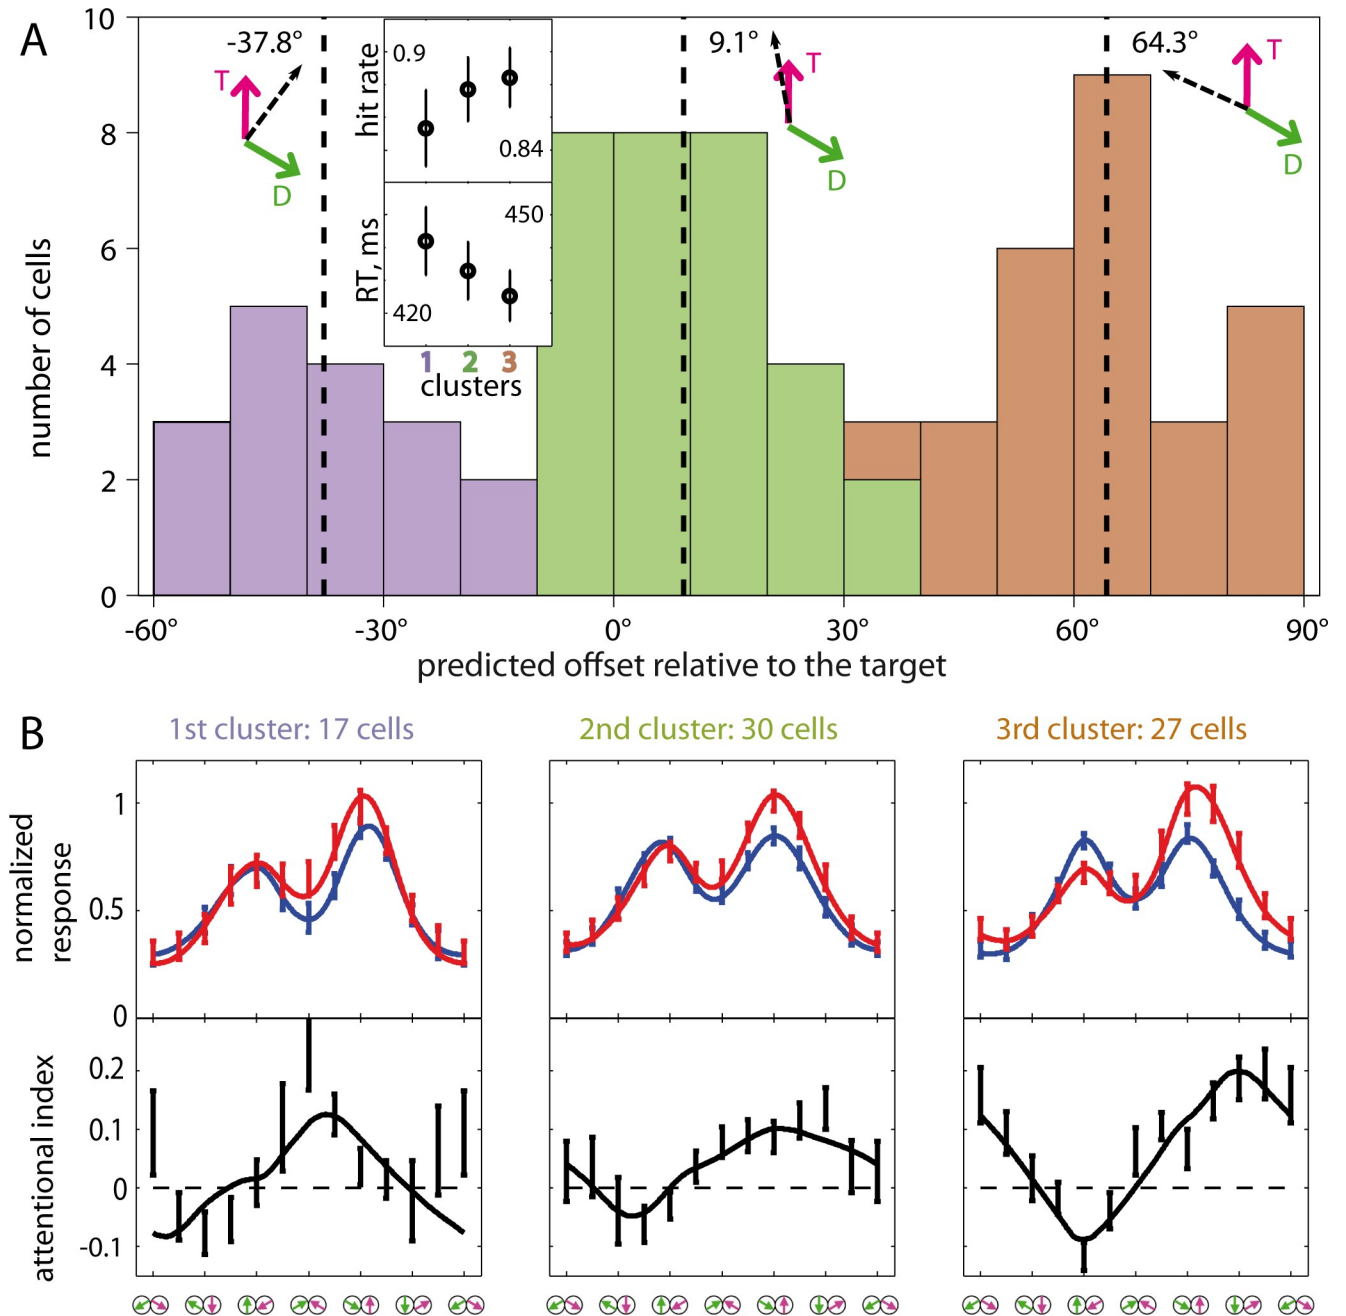 A
10
8
6
4
2
0
number of cells
-37.8°
T
D
hit rate
0.9
0.84
RT, ms
450
420
1 2 3
clusters
9.1°
T
D
64.3°
T
D
-60° -30° 0° 30° 60° 90°
predicted offset relative to the target
B
1st cluster: 17 cells
2nd cluster: 30 cells
3rd cluster: 27 cells
normalized
response
1
0.5
0
attentional index
0.2
0.1
0
-0.1